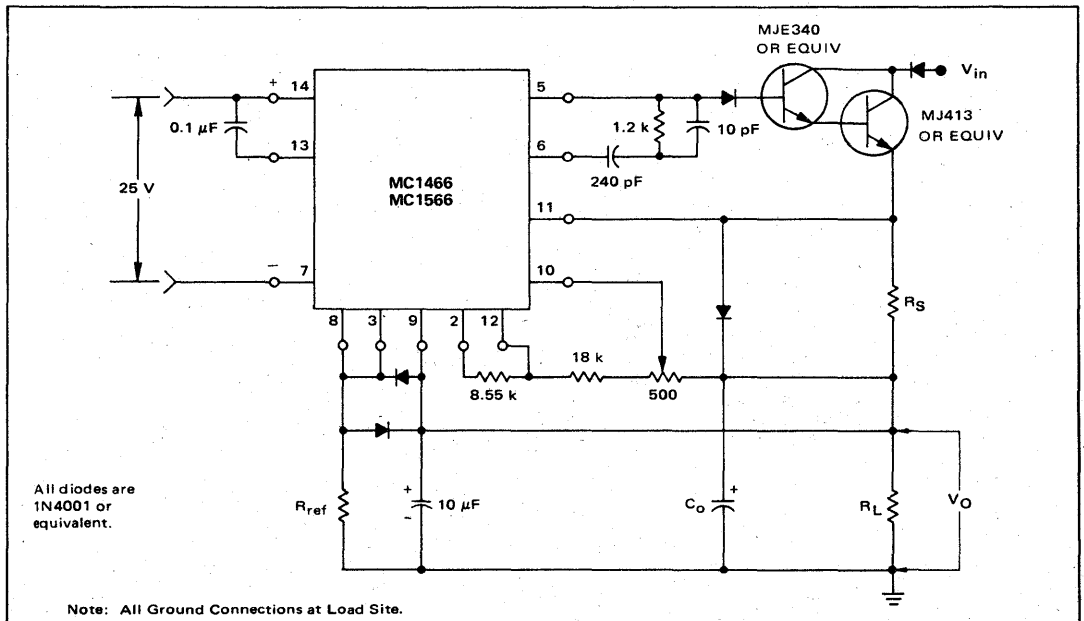 MJE340
OR EQUIV
V_in
+ 14
5
0.1 µF
1.2 k
10 pF
MJ413
OR EQUIV
13
6
25 V
MC1466
MC1566
240 pF
11
− 7
10
R_S
8 3 9 2 12
18 k
8.55 k
500
All diodes are
1N4001 or
equivalent.
R_ref
+
10 µF
−
C_o
+
R_L
V_O
Note: All Ground Connections at Load Site.